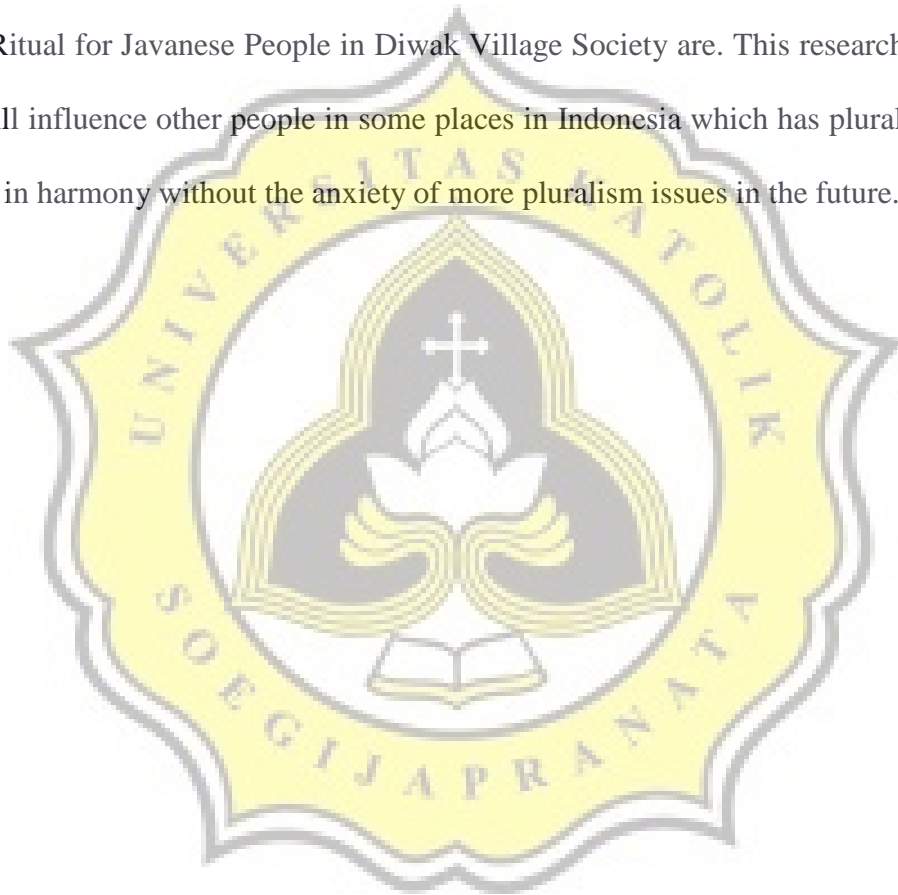 Ritual for Javanese People in Diwak Village Society are. This research
influence other people in some places in Indonesia which has plural
in harmony without the anxiety of more pluralism issues in the future.
UNIVERSITAS KATOLIK
SOEGIJAPRANATA